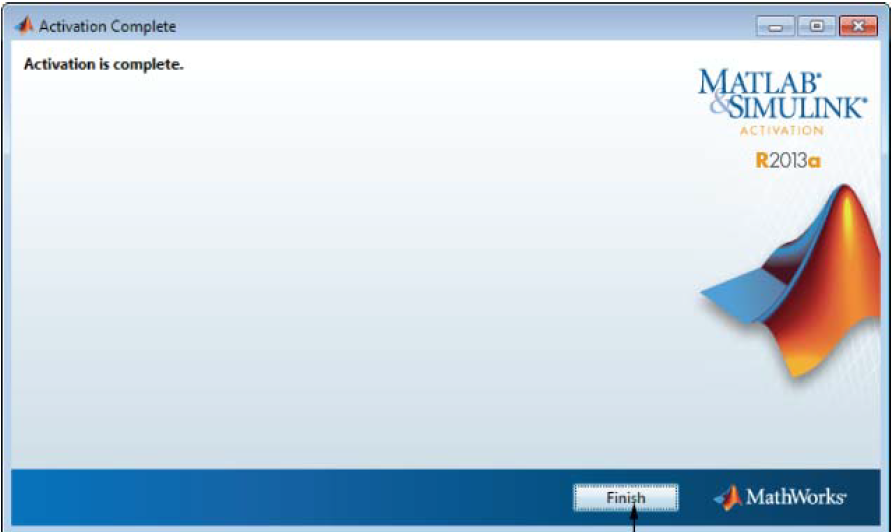 Activation Complete
Activation is complete.
MATLAB®
&SIMULINK®
ACTIVATION
R2013a
Finish
MathWorks®